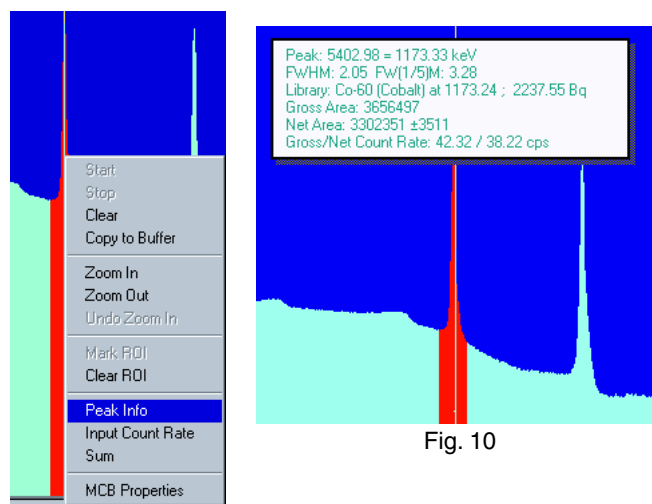 Start
Stop
Clear
Copy to Buffer
Zoom In
Zoom Out
Undo Zoom In
Mark ROI
Clear ROI
Peak Info
Input Count Rate
Sum
MCB Properties
Peak: 5402.98 = 1173.33 keV
FWHM: 2.05 FW(1/5)M: 3.28
Library: Co-60 (Cobalt) at 1173.24 ; 2237.55 Bq
Gross Area: 3656497
Net Area: 3302351 ±3511
Gross/Net Count Rate: 42.32 / 38.22 cps
Fig. 10